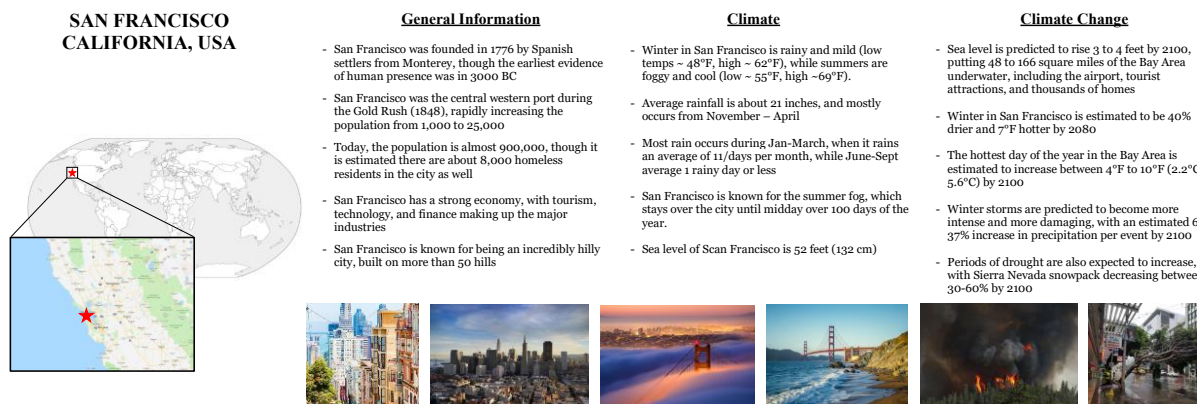 SAN FRANCISCO
CALIFORNIA, USA
General Information
- San Francisco was founded in 1776 by Spanish
settlers from Monterey, though the earliest evidence
of human presence was in 3000 BC
- San Francisco was the central western port during
the Gold Rush (1848), rapidly increasing the
population from 1,000 to 25,000
- Today, the population is almost 900,000, though it
is estimated there are about 8,000 homeless
residents in the city as well
- San Francisco has a strong economy, with tourism,
technology, and finance making up the major
industries
- San Francisco is known for being an incredibly hilly
city, built on more than 50 hills
Climate
- Winter in San Francisco is rainy and mild (low
temps ~ 48°F, high ~ 62°F), while summers are
foggy and cool (low ~ 55°F, high ~69°F).
- Average rainfall is about 21 inches, and mostly
occurs from November – April
- Most rain occurs during Jan-March, when it rains
an average of 11/days per month, while June-Sept
average 1 rainy day or less
- San Francisco is known for the summer fog, which
stays over the city until midday over 100 days of the
year.
- Sea level of Scan Francisco is 52 feet (132 cm)
Climate Change
- Sea level is predicted to rise 3 to 4 feet by 2100,
putting 48 to 166 square miles of the Bay Area
underwater, including the airport, tourist
attractions, and thousands of homes
- Winter in San Francisco is estimated to be 40%
drier and 7°F hotter by 2080
- The hottest day of the year in the Bay Area is
estimated to increase between 4°F to 10°F (2.2°C
5.6°C) by 2100
- Winter storms are predicted to become more
intense and more damaging, with an estimated 6
37% increase in precipitation per event by 2100
- Periods of drought are also expected to increase,
with Sierra Nevada snowpack decreasing betwee
30-60% by 2100